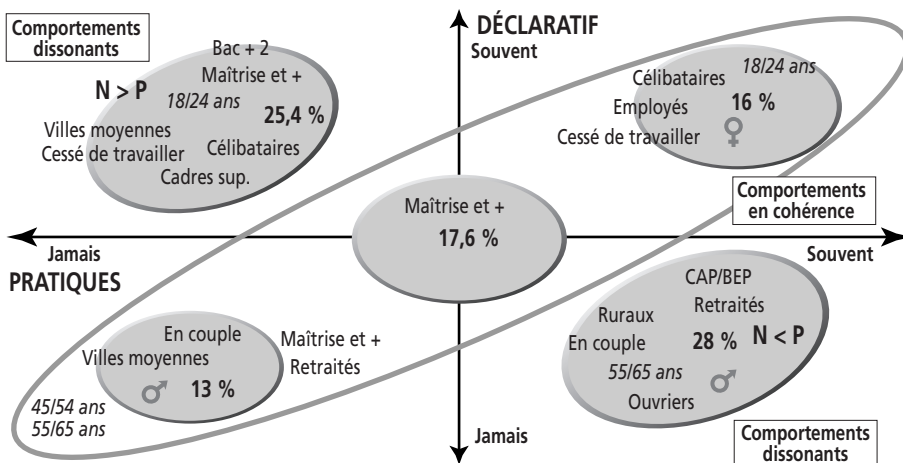 Comportements
dissonants
DÉCLARATIF
Souvent
Bac + 2
Maîtrise et +
N > P
18/24 ans
25,4 %
Villes moyennes
Cessé de travailler
Célibataires
Cadres sup.
Célibataires
18/24 ans
Employés
16 %
Cessé de travailler
Maîtrise et +
17,6 %
Comportements
en cohérence
Jamais
PRATIQUES
Souvent
En couple
Villes moyennes
13 %
Maîtrise et +
Retraités
45/54 ans
55/65 ans
CAP/BEP
Retraités
Ruraux
En couple
28 %
N < P
55/65 ans
Ouvriers
Jamais
Comportements
dissonants